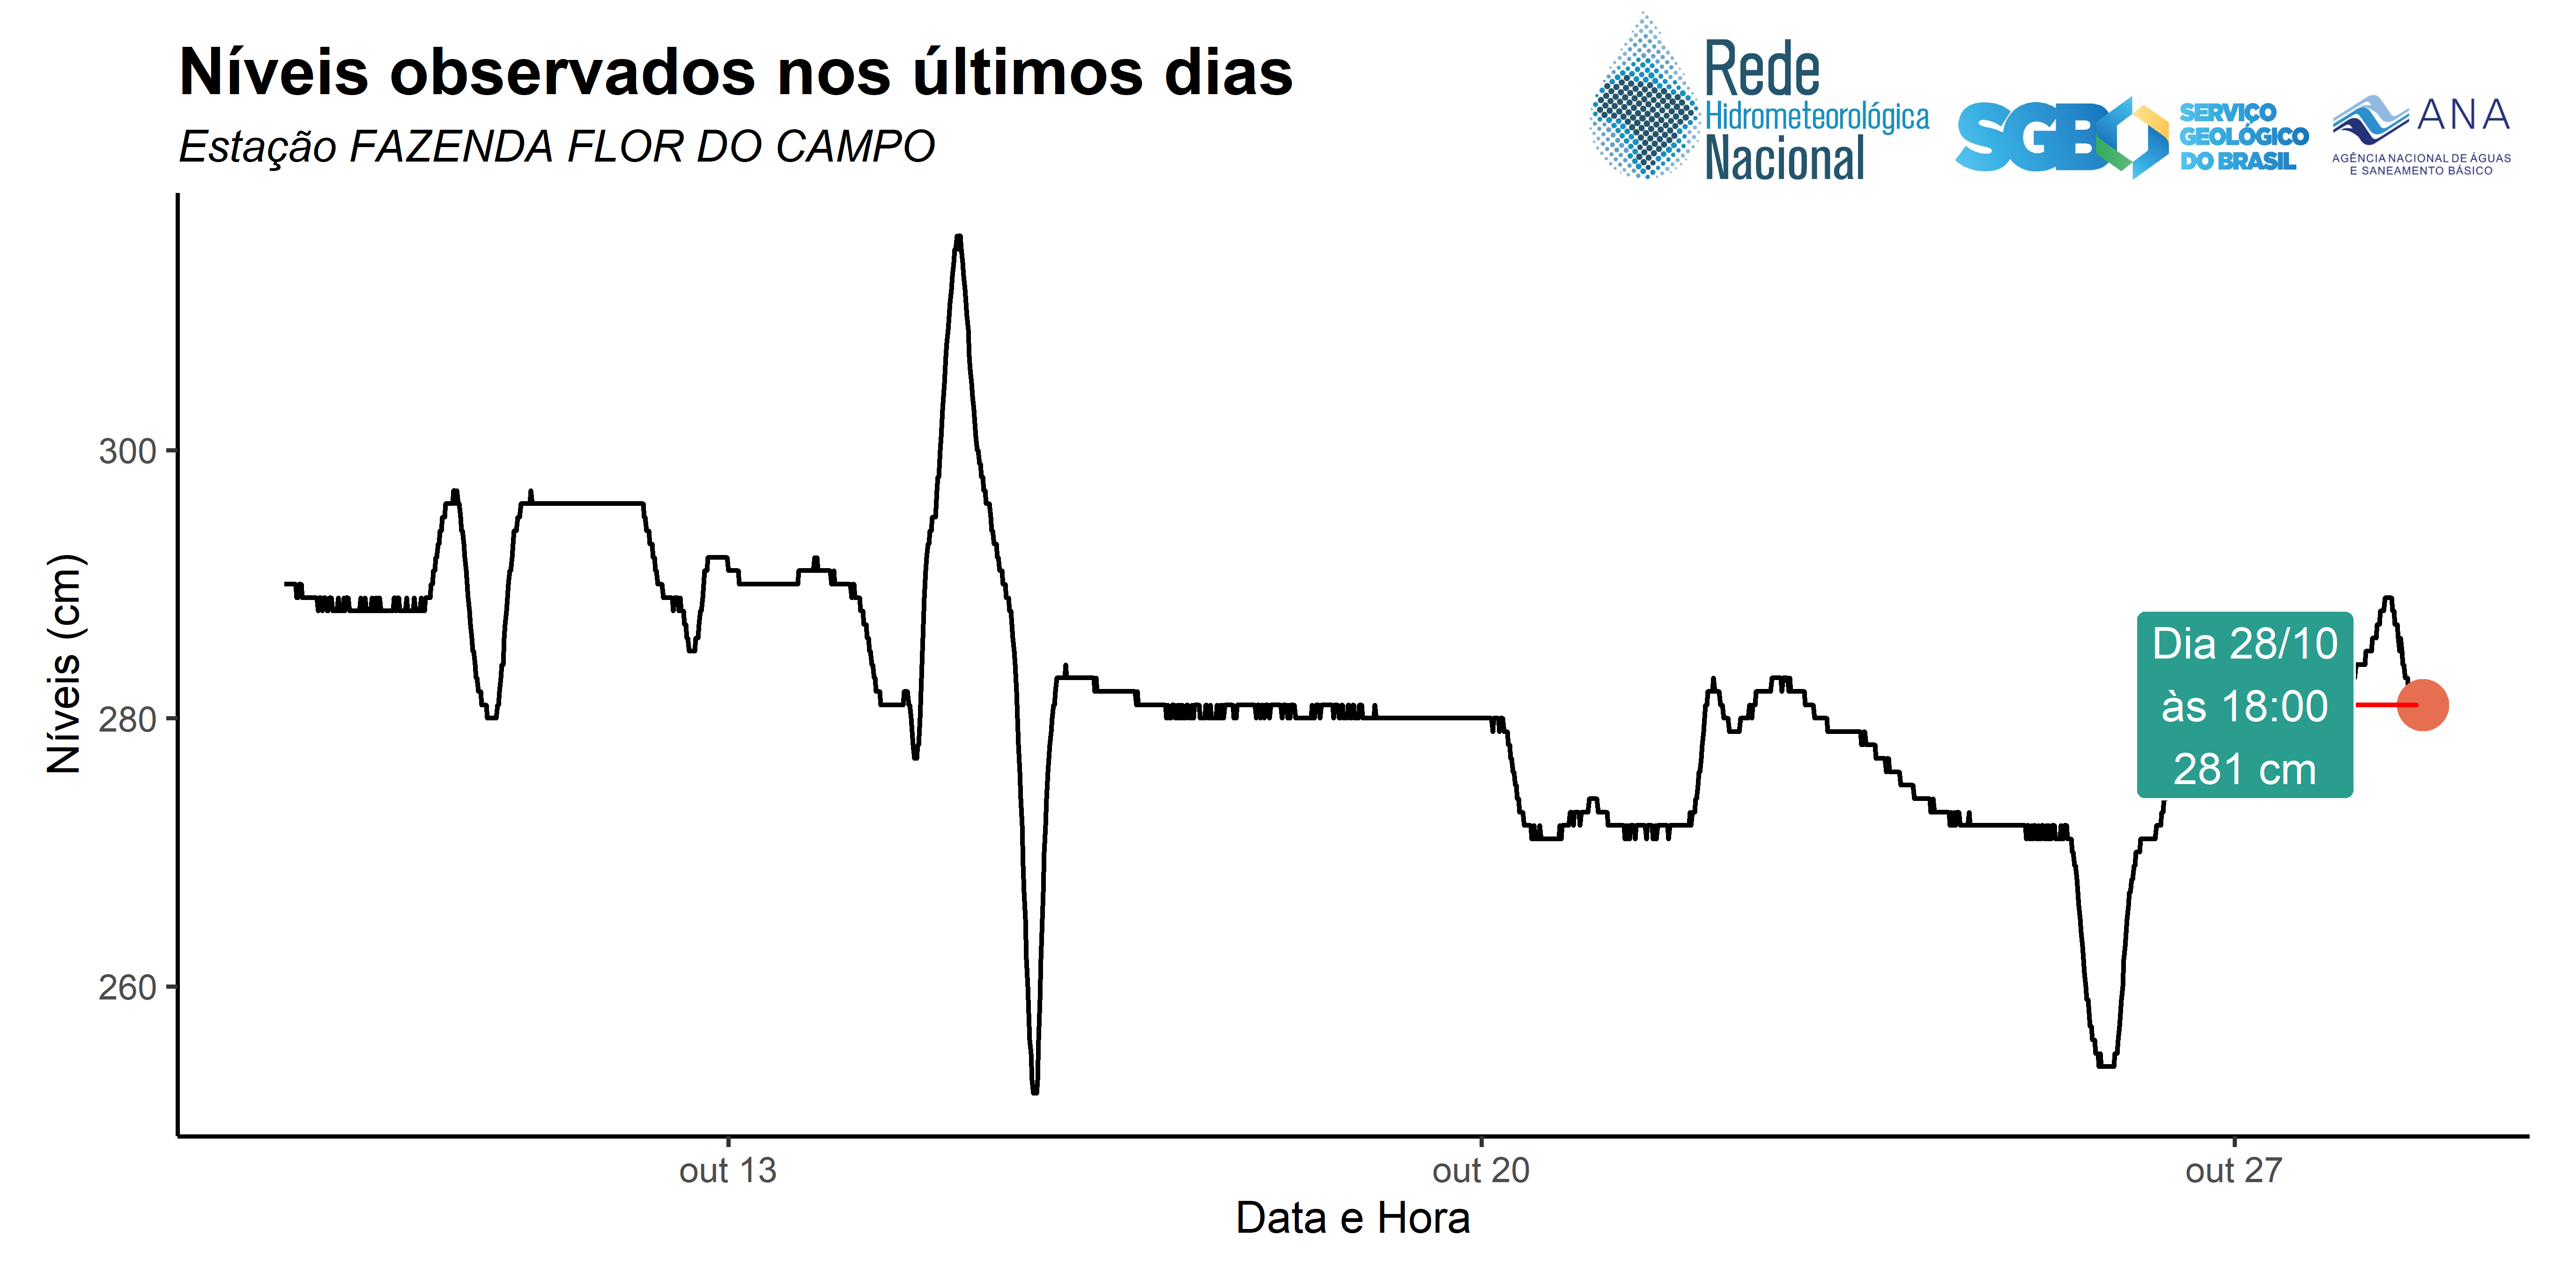 Níveis observados nos últimos dias
Estação FAZENDA FLOR DO CAMPO
Rede
Hidrometeorológica
Nacional
SGB
SERVIÇO
GEOLÓGICO
DO BRASIL
ANA
AGÊNCIA NACIONAL DE ÁGUAS
E SANEAMENTO BÁSICO
Níveis (cm)
300
280
260
Dia 28/10
às 18:00
281 cm
out 13
out 20
out 27
Data e Hora